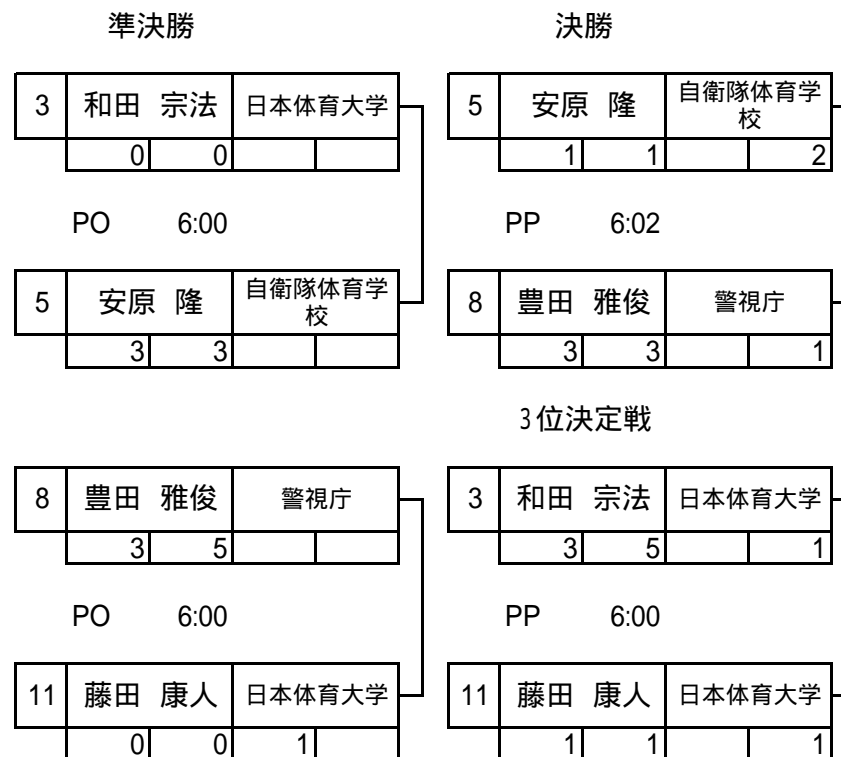 準決勝
3 和田 宗法 日本体育大学
0 0
PO 6:00
5 安原 隆 自衛隊体育学
校
3 3
8 豊田 雅俊 警視庁
3 5
PO 6:00
11 藤田 康人 日本体育大学
0 0 1
決勝
5 安原 隆 自衛隊体育学
校
1 1 2
PP 6:02
8 豊田 雅俊 警視庁
3 3 1
3位決定戦
3 和田 宗法 日本体育大学
3 5 1
PP 6:00
11 藤田 康人 日本体育大学
1 1 1